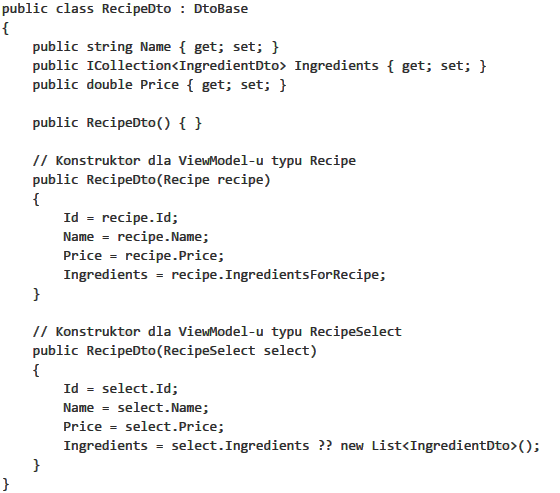 public class RecipeDto : DtoBase
{
    public string Name { get; set; }
    public ICollection<IngredientDto> Ingredients { get; set; }
    public double Price { get; set; }

    public RecipeDto() { }

    // Konstruktor dla ViewModel-u typu Recipe
    public RecipeDto(Recipe recipe)
    {
        Id = recipe.Id;
        Name = recipe.Name;
        Price = recipe.Price;
        Ingredients = recipe.IngredientsForRecipe;
    }

    // Konstruktor dla ViewModel-u typu RecipeSelect
    public RecipeDto(RecipeSelect select)
    {
        Id = select.Id;
        Name = select.Name;
        Price = select.Price;
        Ingredients = select.Ingredients ?? new List<IngredientDto>();
    }
}